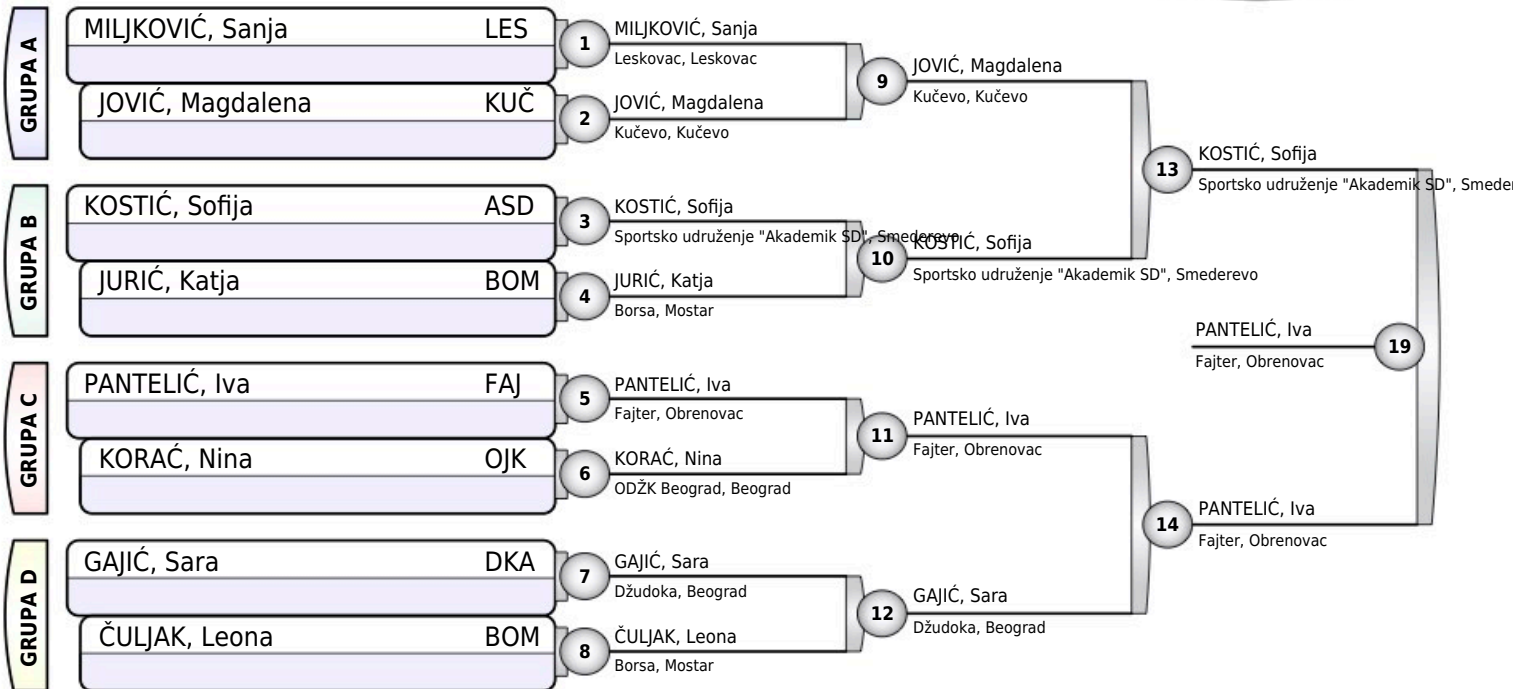 GRUPA A
MILJKOVIĆ, Sanja LES
JOVIĆ, Magdalena KUČ
GRUPA B
KOSTIĆ, Sofija ASD
JURIĆ, Katja BOM
GRUPA C
PANTELIĆ, Iva FAJ
KORAĆ, Nina OJK
GRUPA D
GAJIĆ, Sara DKA
ČULJAK, Leona BOM
1
MILJKOVIĆ, Sanja
Leskovac, Leskovac
2
JOVIĆ, Magdalena
Kučevo, Kučevo
3
KOSTIĆ, Sofija
Sportsko udruženje "Akademik SD", Smederevo
4
JURIĆ, Katja
Borsa, Mostar
5
PANTELIĆ, Iva
Fajter, Obrenovac
6
KORAĆ, Nina
ODŽK Beograd, Beograd
7
GAJIĆ, Sara
Džudoka, Beograd
8
ČULJAK, Leona
Borsa, Mostar
9
JOVIĆ, Magdalena
Kučevo, Kučevo
10
KOSTIĆ, Sofija
Sportsko udruženje "Akademik SD", Smederevo
11
PANTELIĆ, Iva
Fajter, Obrenovac
12
GAJIĆ, Sara
Džudoka, Beograd
13
KOSTIĆ, Sofija
Sportsko udruženje "Akademik SD", Smeder
14
PANTELIĆ, Iva
Fajter, Obrenovac
PANTELIĆ, Iva
Fajter, Obrenovac
19